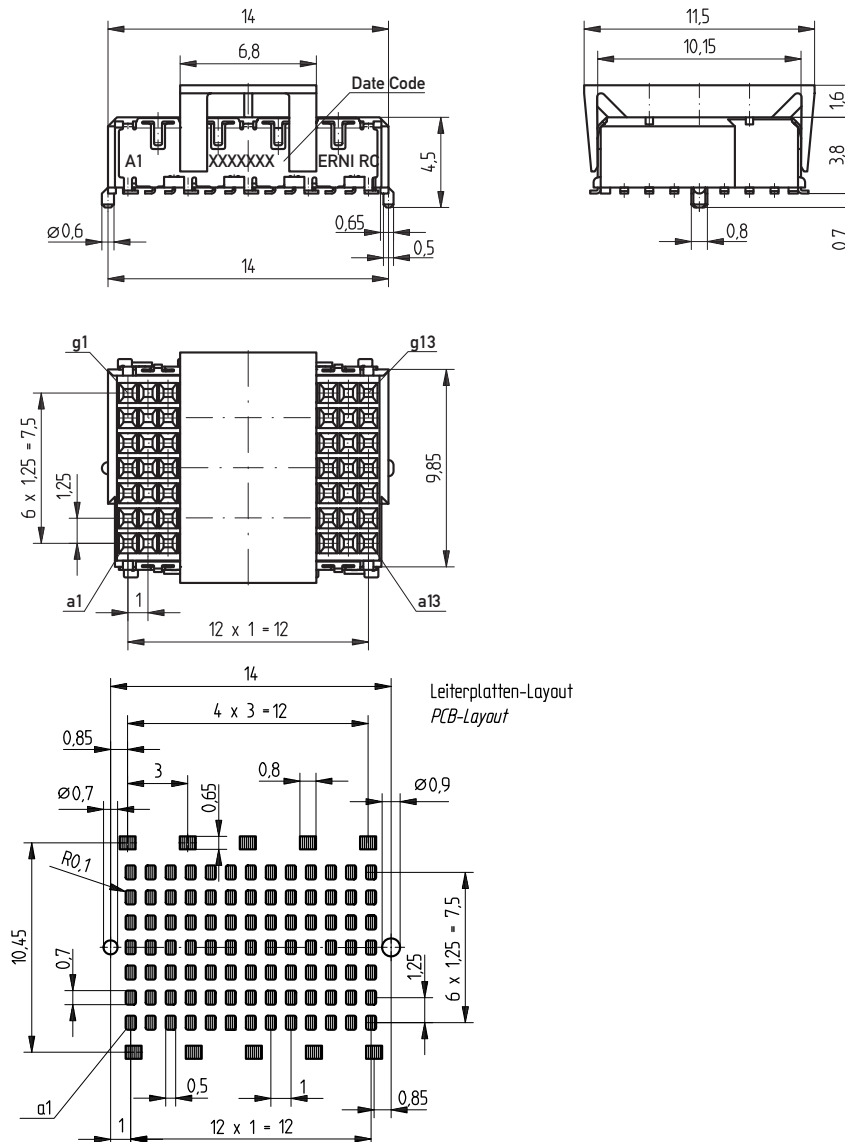 14
6,8
Date Code
A1
XXXXXXX
ERNI RC
4,5
Ø0,6
0,65
0,5
14
11,5
10,15
1,6
3,8
0,8
0,7
g1
g13
6 x 1,25 = 7,5
1,25
9,85
a1
a13
1
12 x 1 = 12
14
Leiterplatten-Layout
PCB-Layout
4 x 3 = 12
0,85
3
0,8
0,65
Ø0,7
Ø0,9
R0,1
10,45
0,7
6 x 1,25 = 7,5
1,25
0,5
1
0,85
a1
1
12 x 1 = 12